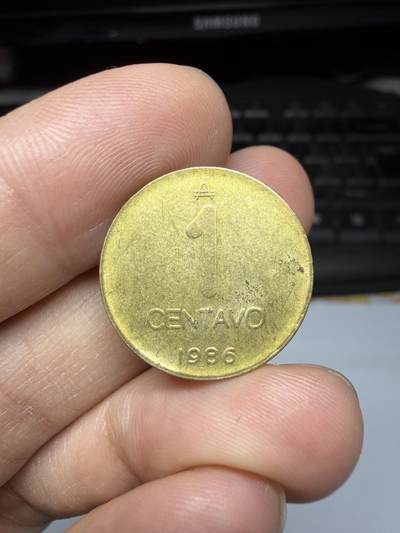 SAMSUNG
₳
1
CENTAVO
1986